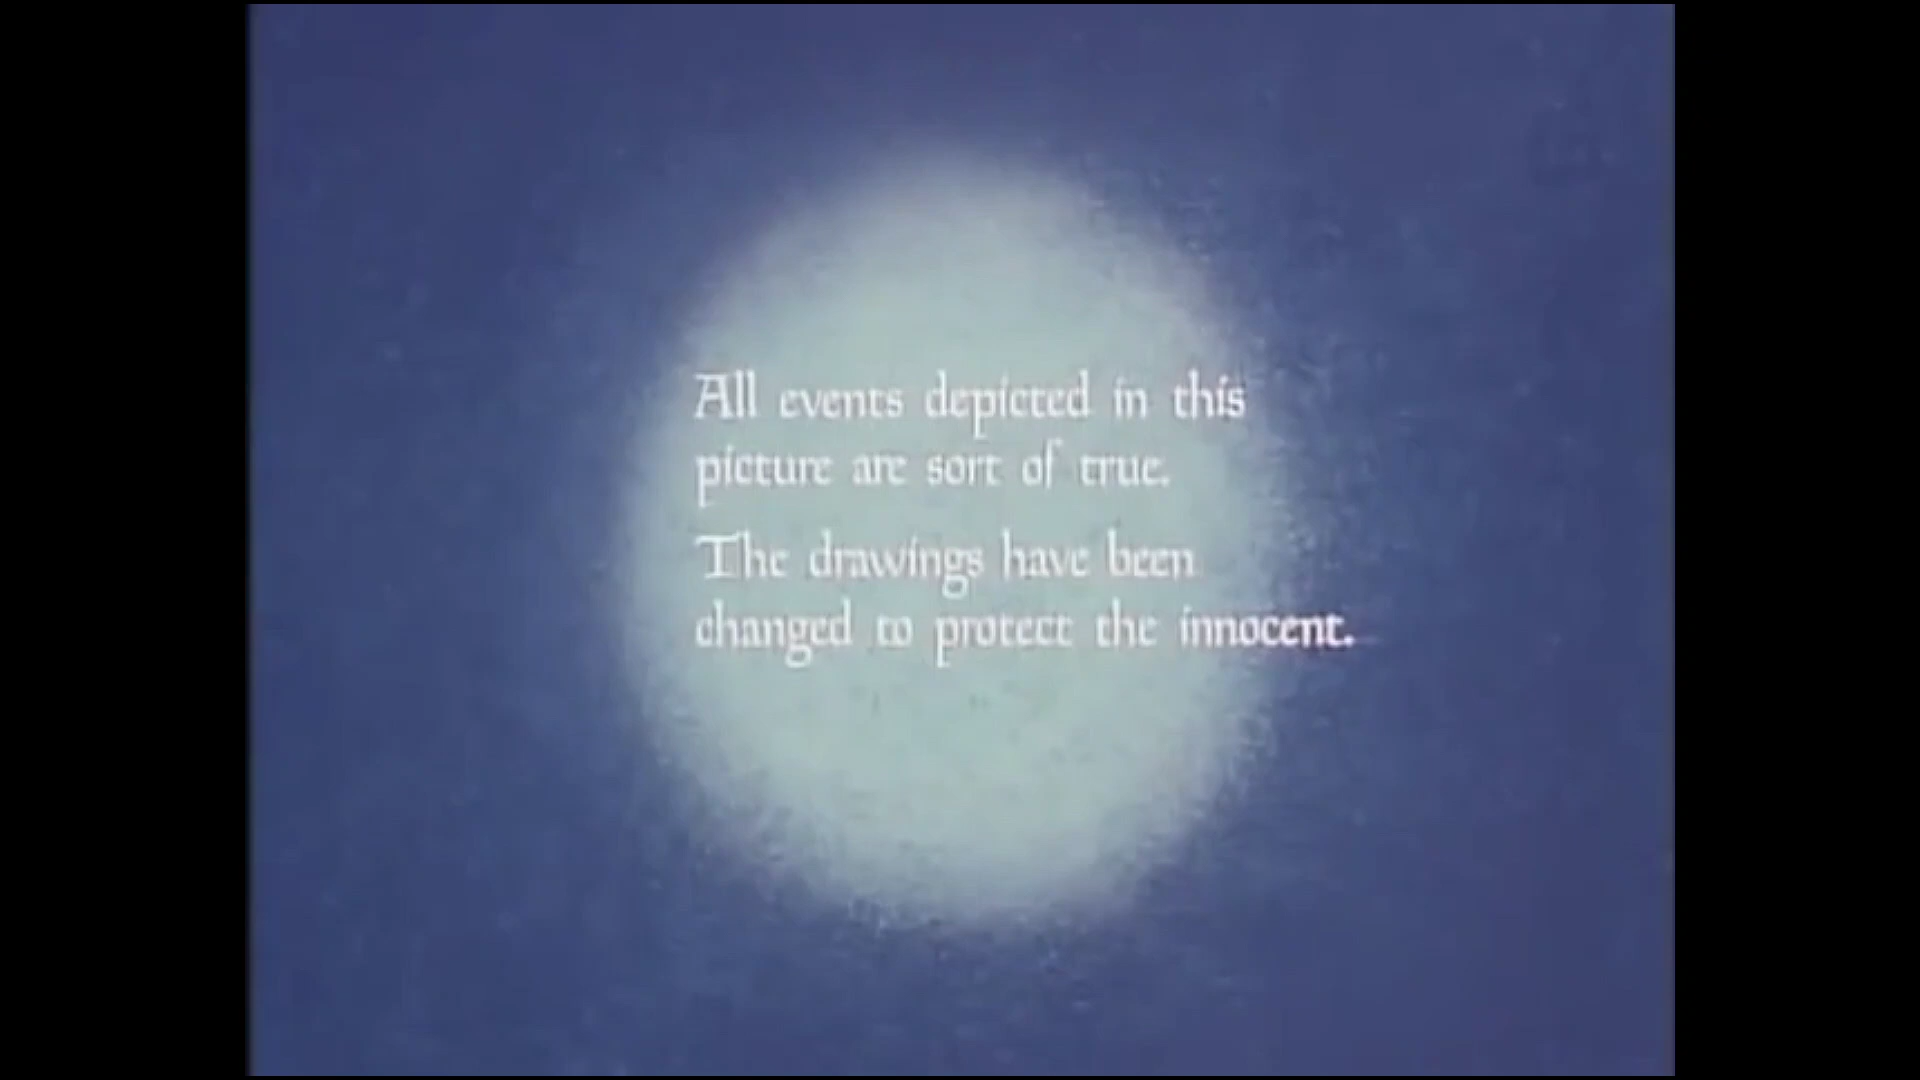 All events depicted in this
picture are sort of true.
The drawings have been
changed to protect the innocent.